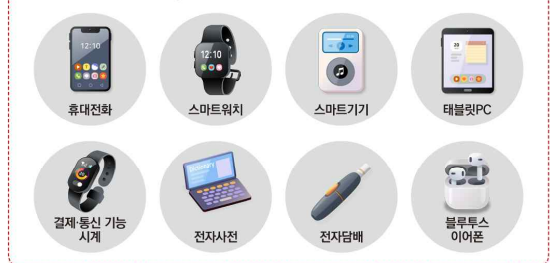 12:10
12:10
휴대전화
스마트워치
스마트기기
태블릿PC
결제·통신 기능
시계
전자사전
전자담배
블루투스
이어폰